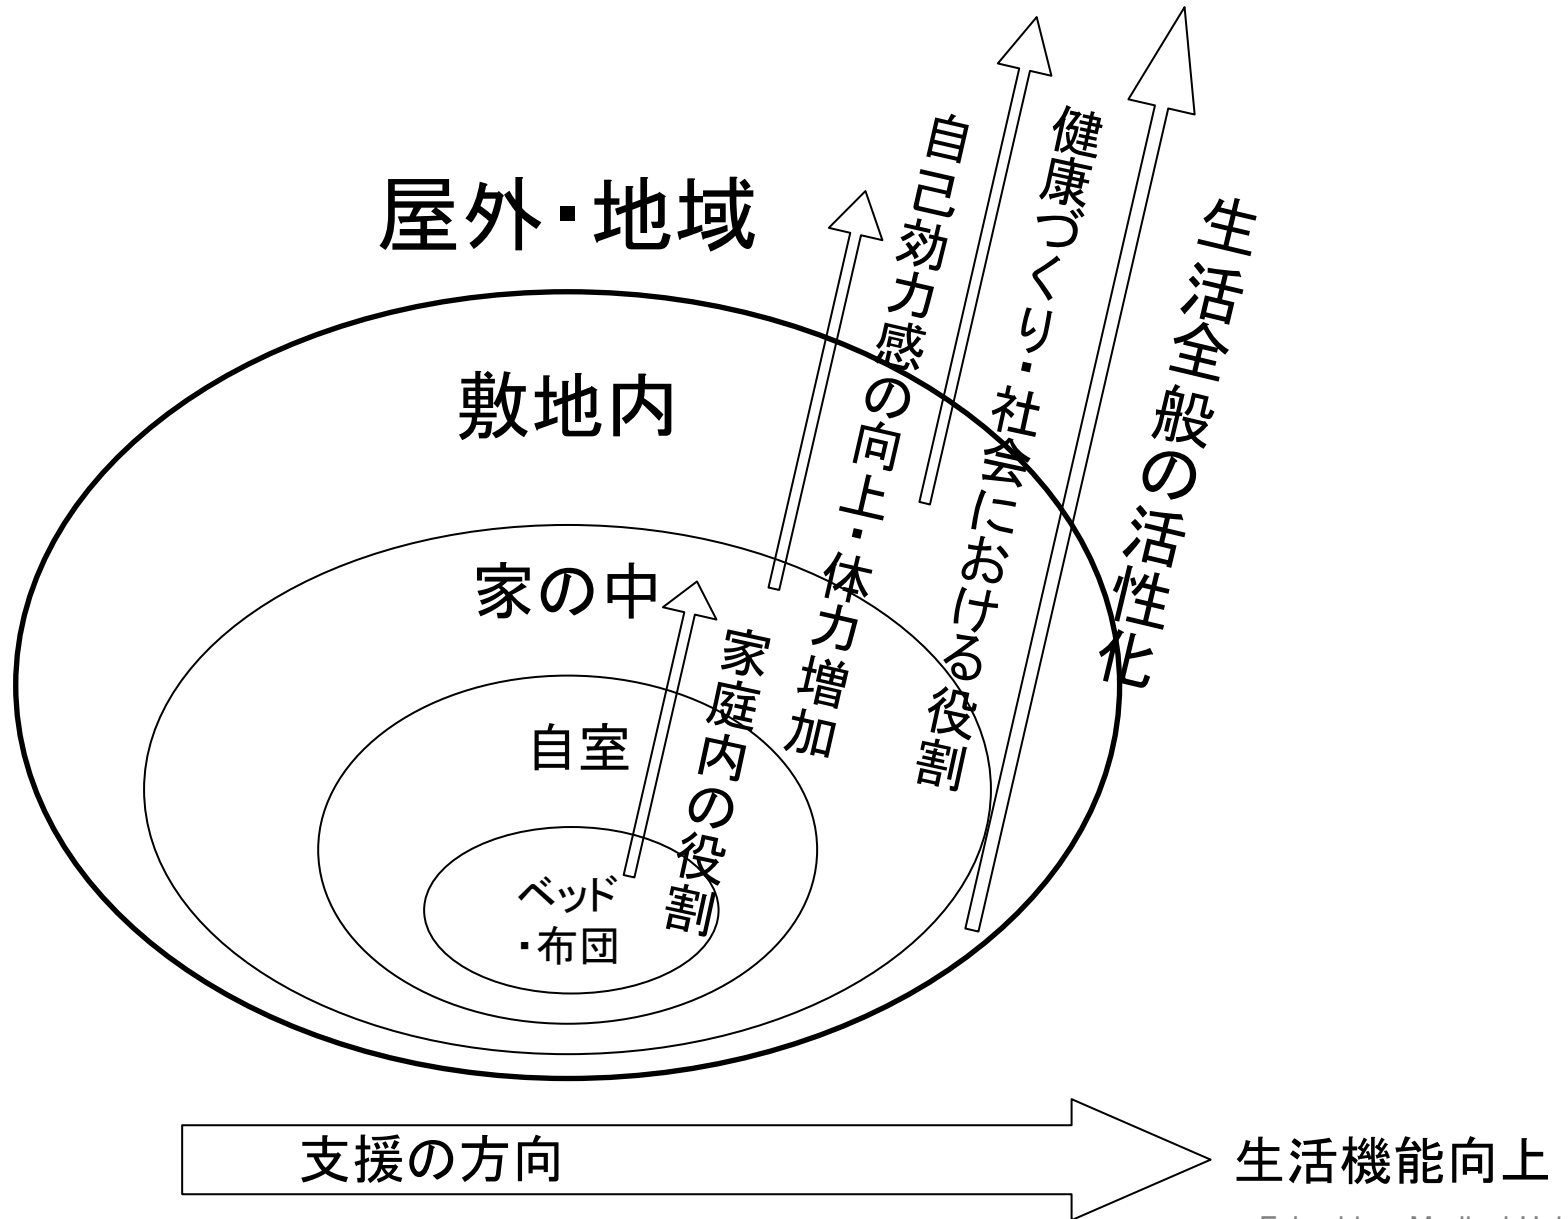 屋外・地域
敷地内
家の中
自室
ベッド
・布団
家庭内の役割
自己効力感の向上・体力増加
健康づくり・社会における役割
生活全般の活性化
支援の方向
生活機能向上